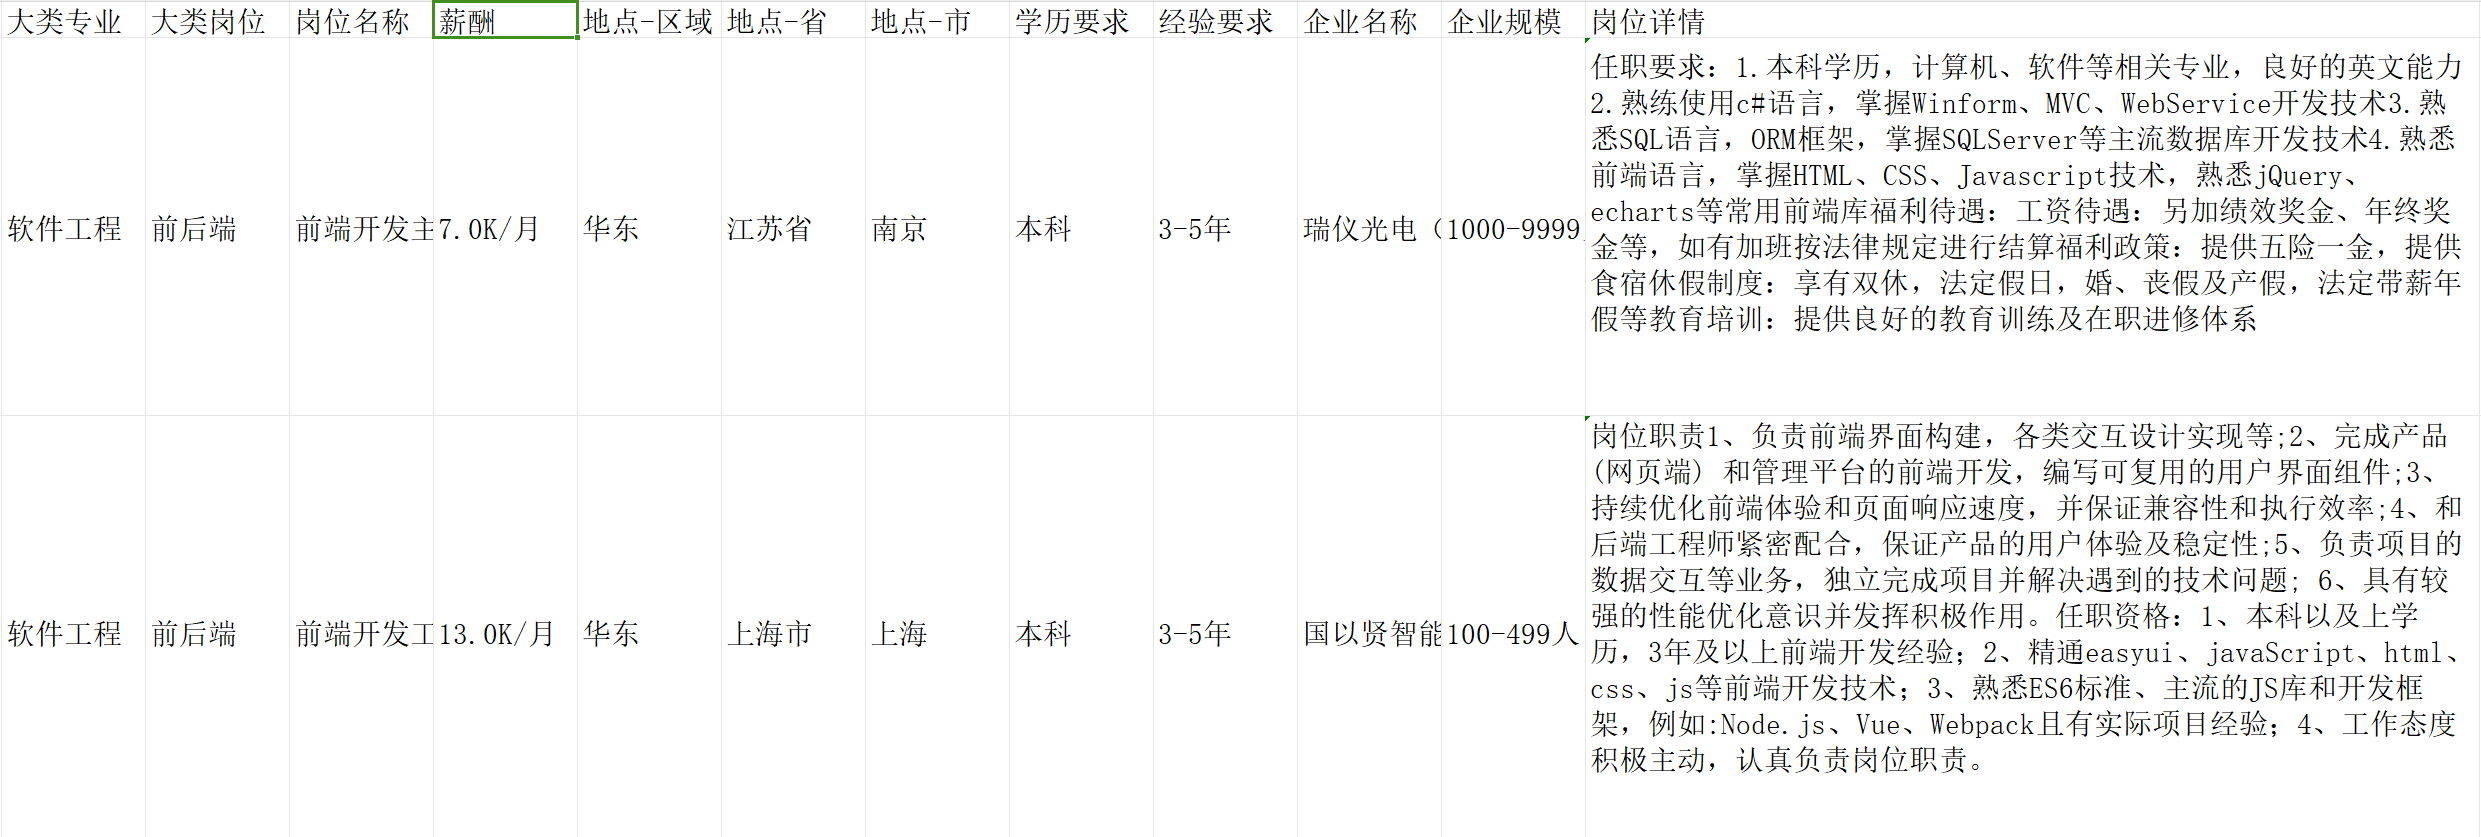 大类专业 大类岗位 岗位名称 薪酬 地点-区域 地点-省 地点-市 学历要求 经验要求 企业名称 企业规模 岗位详情
软件工程 前后端 前端开发主 7.0K/月 华东 江苏省 南京 本科 3-5年 瑞仪光电（ 1000-9999
任职要求：1.本科学历，计算机、软件等相关专业，良好的英文能力
2.熟练使用c#语言，掌握Winform、MVC、WebService开发技术3.熟
悉SQL语言，ORM框架，掌握SQLServer等主流数据库开发技术4.熟悉
前端语言，掌握HTML、CSS、Javascript技术，熟悉jQuery、
echarts等常用前端库福利待遇：工资待遇：另加绩效奖金、年终奖
金等，如有加班按法律规定进行结算福利政策：提供五险一金，提供
食宿休假制度：享有双休，法定假日，婚、丧假及产假，法定带薪年
假等教育培训：提供良好的教育训练及在职进修体系
软件工程 前后端 前端开发工 13.0K/月 华东 上海市 上海 本科 3-5年 国以贤智能 100-499人
岗位职责1、负责前端界面构建，各类交互设计实现等;2、完成产品
(网页端) 和管理平台的前端开发，编写可复用的用户界面组件;3、
持续优化前端体验和页面响应速度，并保证兼容性和执行效率;4、和
后端工程师紧密配合，保证产品的用户体验及稳定性;5、负责项目的
数据交互等业务，独立完成项目并解决遇到的技术问题; 6、具有较
强的性能优化意识并发挥积极作用。任职资格：1、本科以及上学
历，3年及以上前端开发经验；2、精通easyui、javaScript、html、
css、js等前端开发技术；3、熟悉ES6标准、主流的JS库和开发框
架，例如:Node.js、Vue、Webpack且有实际项目经验；4、工作态度
积极主动，认真负责岗位职责。